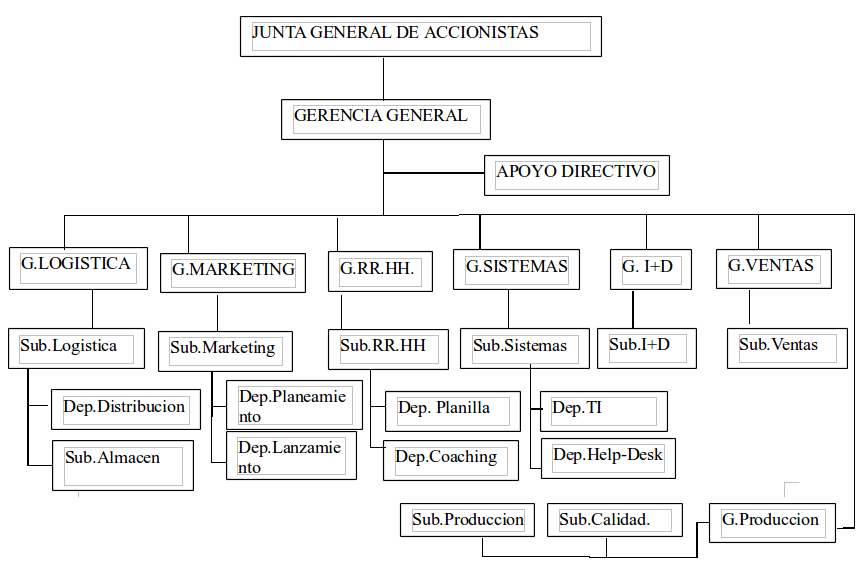 JUNTA GENERAL DE ACCIONISTAS
GERENCIA GENERAL
APOYO DIRECTIVO
G.LOGISTICA
G.MARKETING
G.RR.HH.
G.SISTEMAS
G. I+D
G.VENTAS
Sub.Logistica
Sub.Marketing
Sub.RR.HH
Sub.Sistemas
Sub.I+D
Sub.Ventas
Dep.Distribucion
Dep.Planeamie
nto
Dep. Planilla
Dep.TI
Sub.Almacen
Dep.Lanzamie
nto
Dep.Coaching
Dep.Help-Desk
Sub.Produccion
Sub.Calidad.
G.Produccion